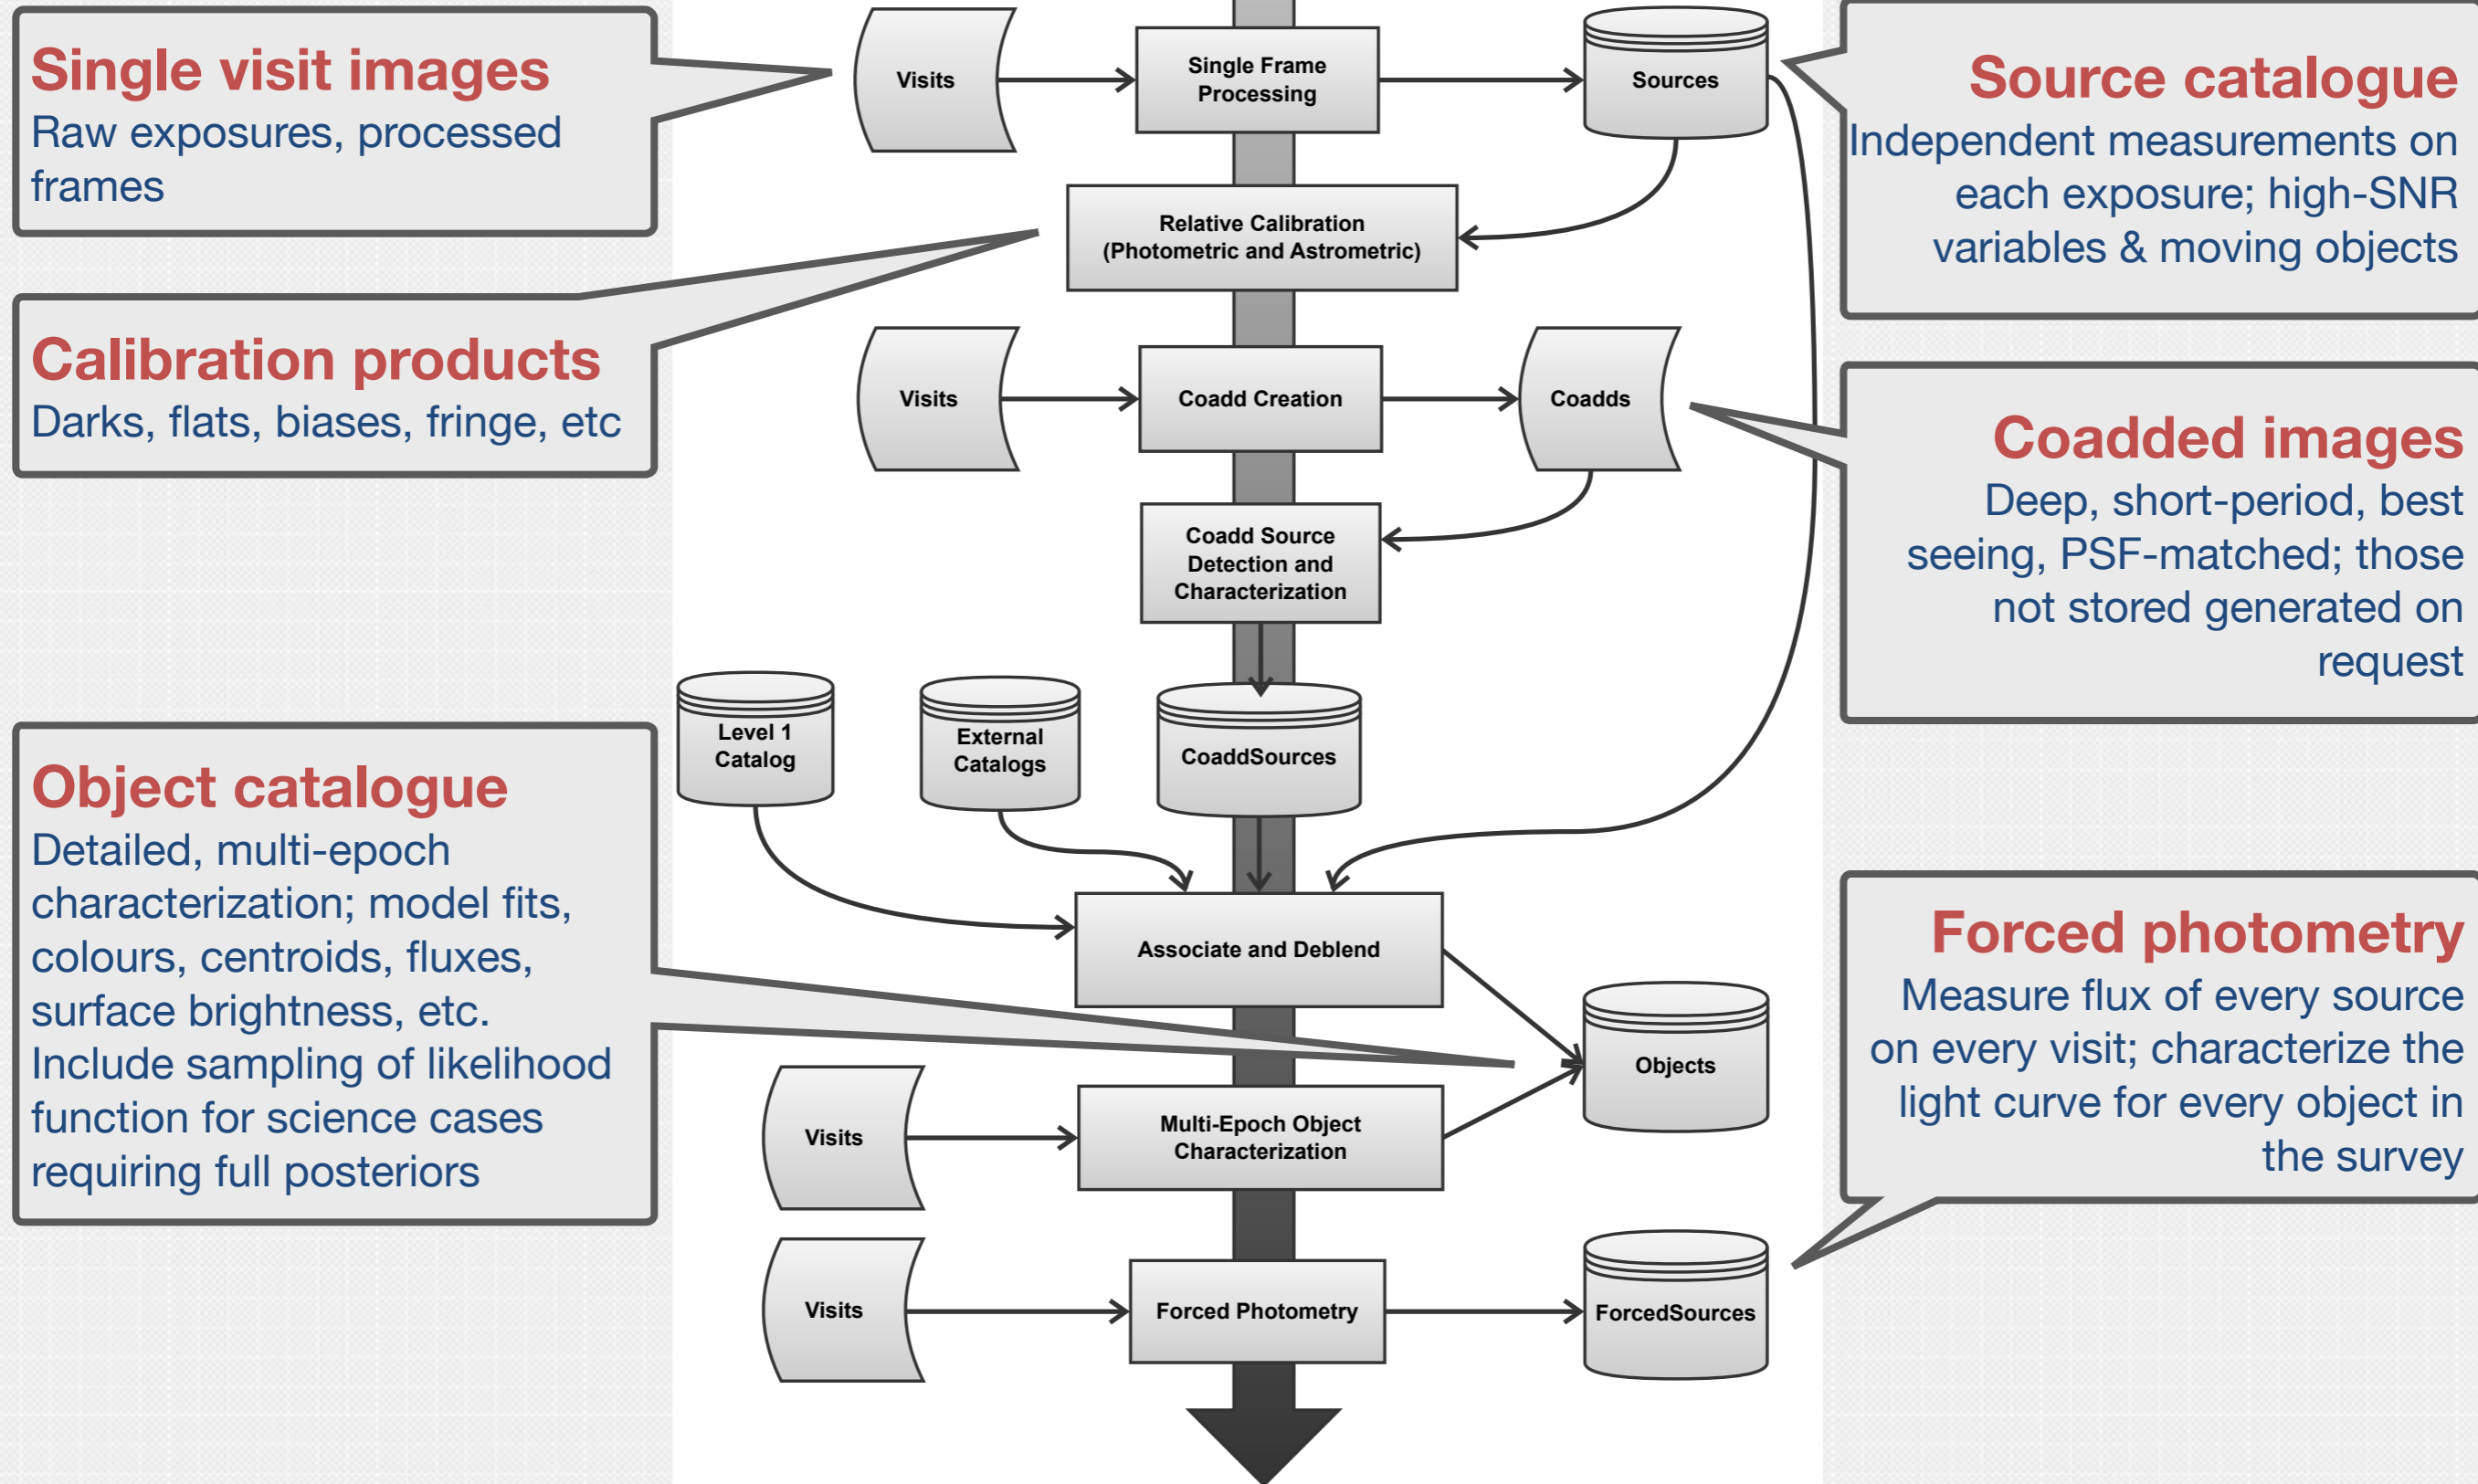 Single visit images
Raw exposures, processed
frames
Calibration products
Darks, flats, biases, fringe, etc
Object catalogue
Detailed, multi-epoch
characterization; model fits,
colours, centroids, fluxes,
surface brightness, etc.
Include sampling of likelihood
function for science cases
requiring full posteriors
Visits
Single Frame
Processing
Sources
Relative Calibration
(Photometric and Astrometric)
Visits
Coadd Creation
Coadds
Coadd Source
Detection and
Characterization
Level 1
Catalog
External
Catalogs
CoaddSources
Associate and Deblend
Objects
Visits
Multi-Epoch Object
Characterization
Visits
Forced Photometry
ForcedSources
Source catalogue
Independent measurements on
each exposure; high-SNR
variables & moving objects
Coadded images
Deep, short-period, best
seeing, PSF-matched; those
not stored generated on
request
Forced photometry
Measure flux of every source
on every visit; characterize the
light curve for every object in
the survey